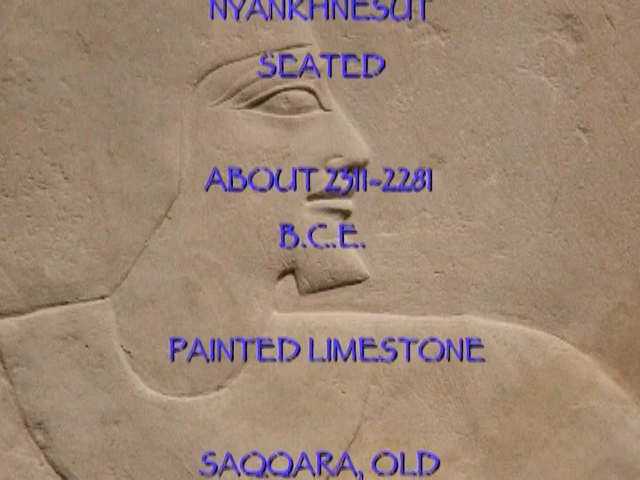 NYANKHNESUT
SEATED
ABOUT 2311-2281
B.C.E.
PAINTED LIMESTONE
SAQQARA, OLD